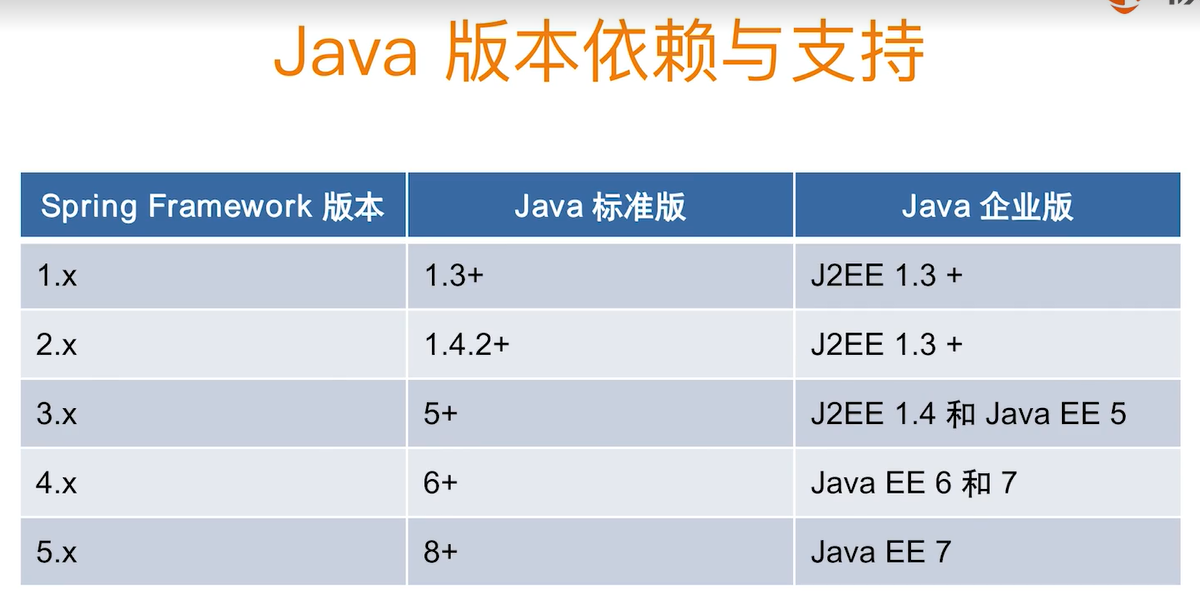 Java 版本依赖与支持
Spring Framework 版本 Java 标准版 Java 企业版
1.x 1.3+ J2EE 1.3 +
2.x 1.4.2+ J2EE 1.3 +
3.x 5+ J2EE 1.4 和 Java EE 5
4.x 6+ Java EE 6 和 7
5.x 8+ Java EE 7